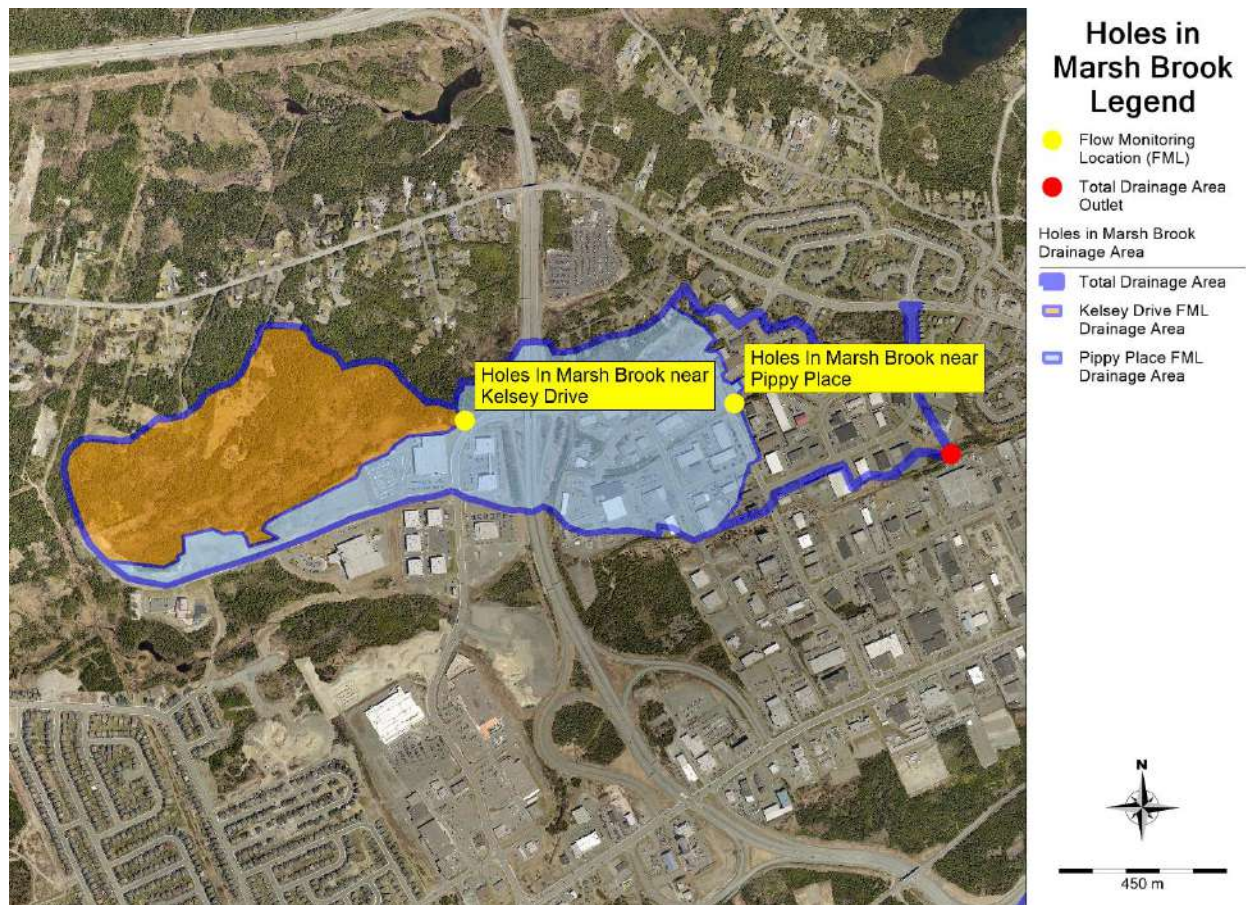 Holes in
Marsh Brook
Legend
Flow Monitoring
Location (FML)
Total Drainage Area
Outlet
Holes in Marsh Brook
Drainage Area
Total Drainage Area
Kelsey Drive FML
Drainage Area
Pippy Place FML
Drainage Area
Holes In Marsh Brook near
Kelsey Drive
Holes In Marsh Brook near
Pippy Place
N
450 m